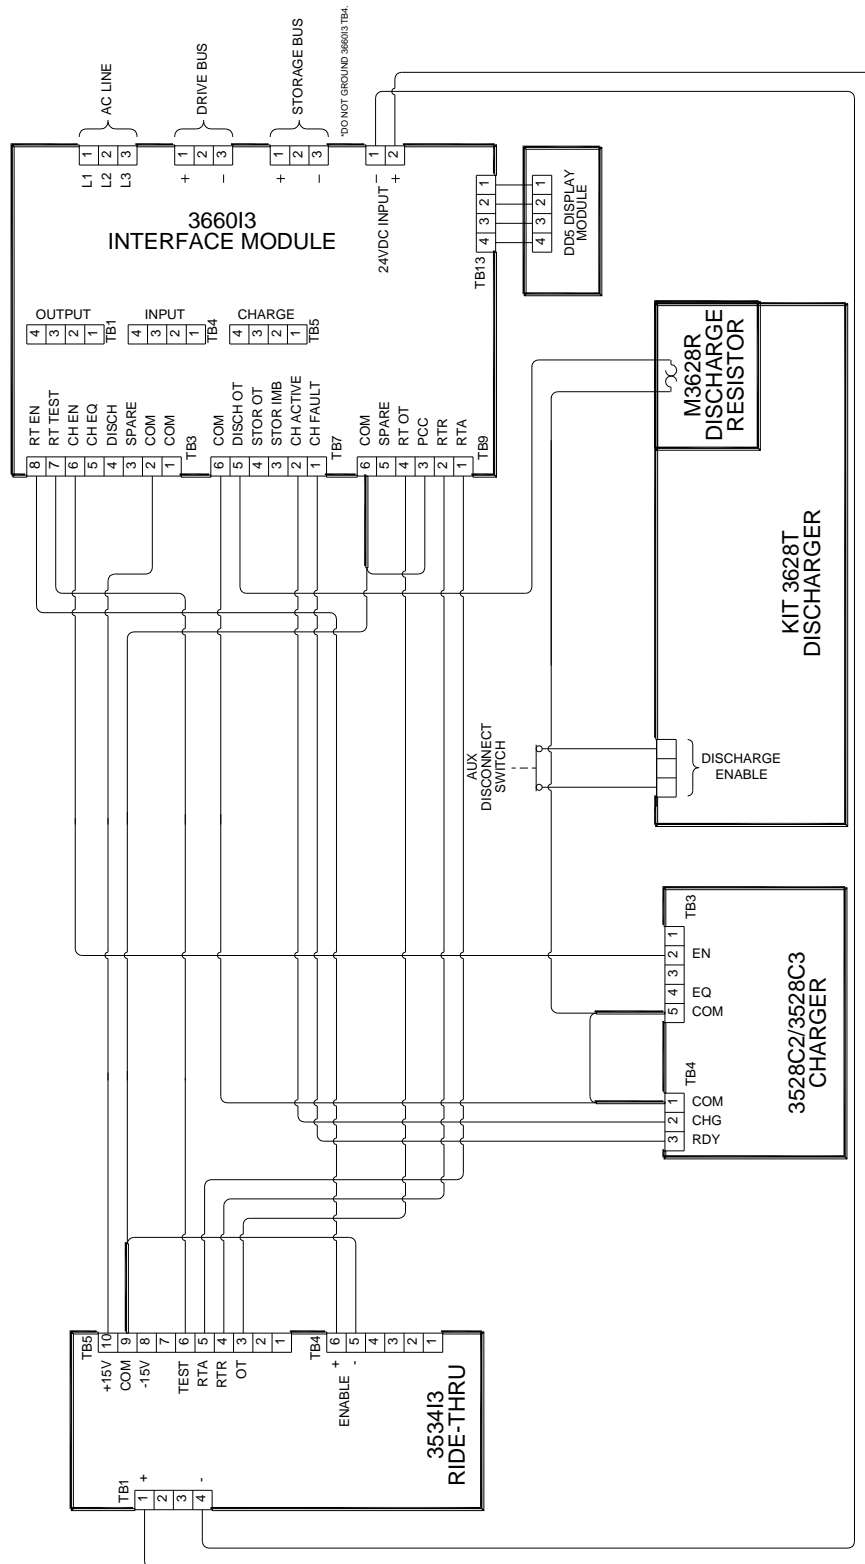 AC LINE
DRIVE BUS
STORAGE BUS
*DO NOT GROUND 3660I3 TB4.
1
2
3
L1
L2
L3
1
2
3
+
–
1
2
3
+
–
1
2
–
+
24VDC INPUT
3660I3
INTERFACE MODULE
OUTPUT
4 3 2 1
TB1
INPUT
4 3 2 1
TB4
CHARGE
4 3 2 1
TB5
TB13
4 3 2 1
4 3 2 1
DD5 DISPLAY
MODULE
RT EN
RT TEST
CH EN
CH EQ
DISCH
SPARE
COM
COM
8 7 6 5 4 3 2 1
TB3
COM
DISCH OT
STOR OT
STOR IMB
CH ACTIVE
CH FAULT
6 5 4 3 2 1
TB7
COM
SPARE
RT OT
PCC
RTR
RTA
6 5 4 3 2 1
TB9
M3628R
DISCHARGE
RESISTOR
KIT 3628T
DISCHARGER
AUX
DISCONNECT
SWITCH
DISCHARGE
ENABLE
TB3
1
2 EN
3
4 EQ
5 COM
3528C2/3528C3
CHARGER
TB4
1 COM
2 CHG
3 RDY
TB5
10 +15V
9 COM
8 -15V
7
6 TEST
5 RTA
4 RTR
3 OT
2
1
TB4
6 +
5 -
ENABLE
4
3
2
1
3534I3
RIDE-THRU
TB1
1 +
2
3
4 -